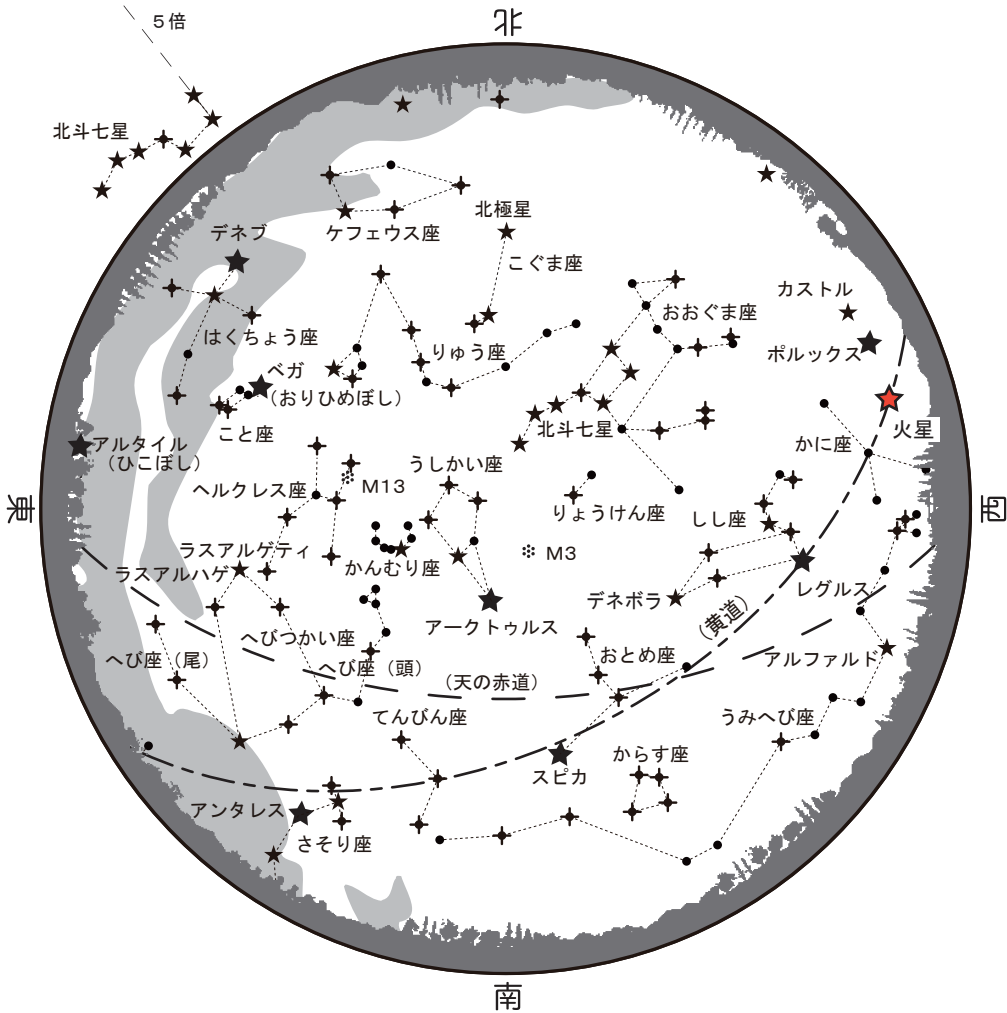 北
5倍
北斗七星
北極星
デネブ
ケフェウス座
こぐま座
カストル
おおぐま座
はくちょう座
りゅう座
ポルックス
ベガ
(おりひめぼし)
火星
こと座
北斗七星
かに座
アルタイル
(ひこぼし)
うしかい座
M13
ヘルクレス座
りょうけん座
しし座
東
西
ラスアルゲティ
かんむり座
M3
ラスアルハゲ
レグルス
デネボラ
アークトゥルス
(黄道)
へびつかい座
へび座(尾)
へび座(頭)
おとめ座
アルファルド
(天の赤道)
てんびん座
うみへび座
からす座
スピカ
アンタレス
さそり座
南